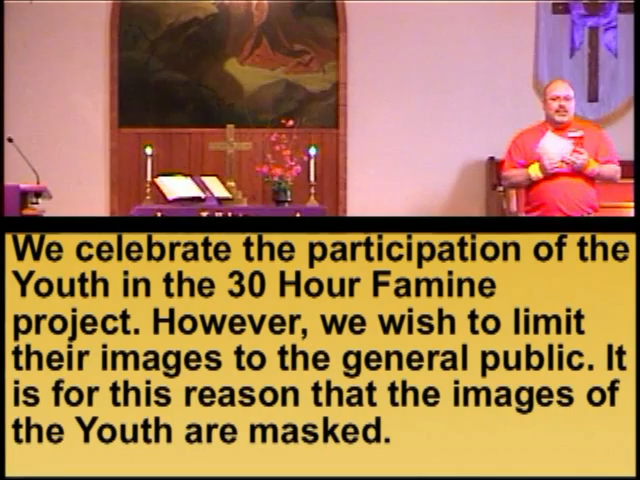 We celebrate the participation of the
Youth in the 30 Hour Famine
project. However, we wish to limit
their images to the general public. It
is for this reason that the images of
the Youth are masked.